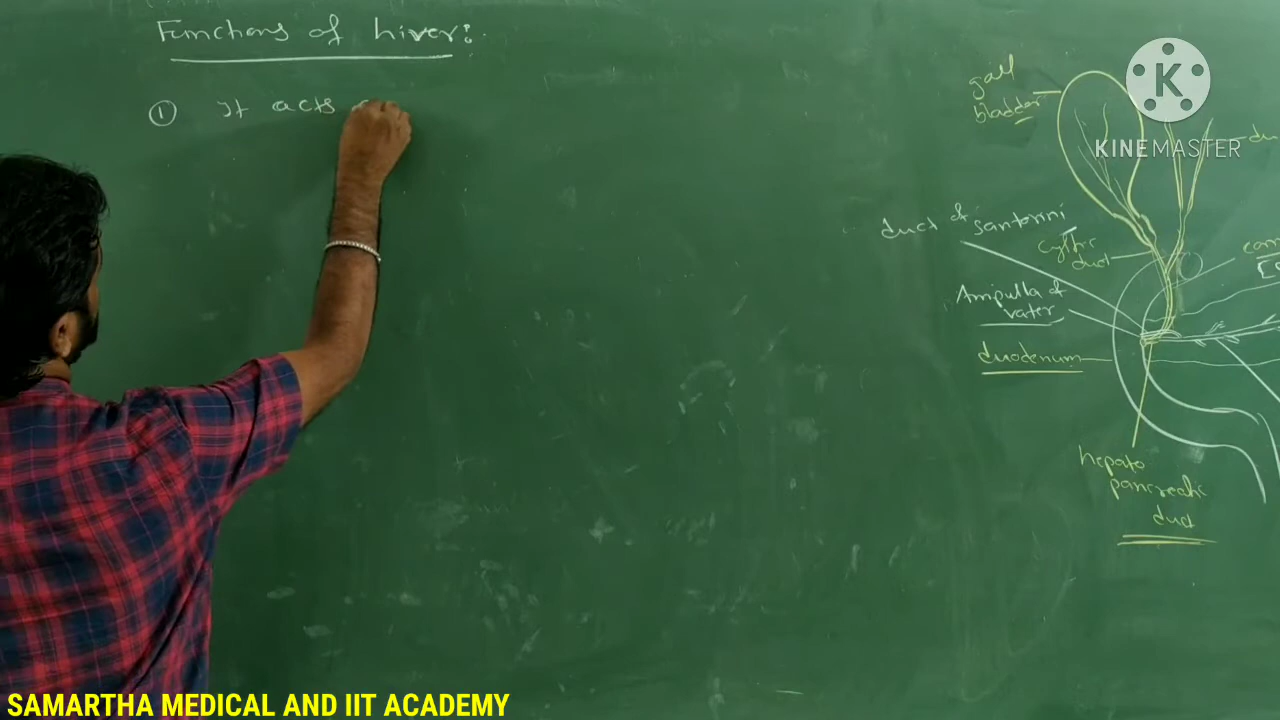 Functions of liver:
① It acts
gall
bladder
duct of santorini
cystic
duct
Ampulla of
vater
duodenum
hepato
pancreatic
duct
K
KINEMASTER
SAMARTHA MEDICAL AND IIT ACADEMY